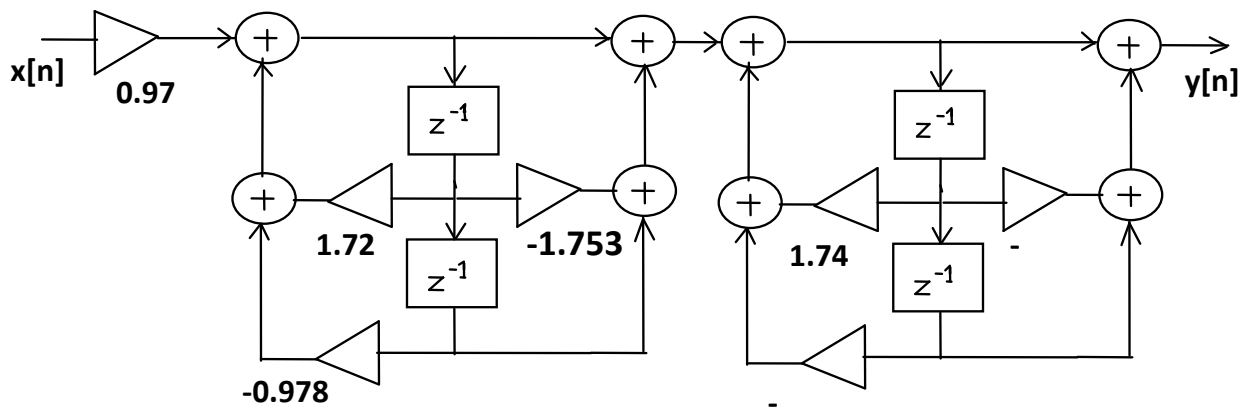 + + + +
x[n] 0.97 y[n]
z⁻¹ z⁻¹
+ + + +
1.72 -1.753 1.74 -
z⁻¹ z⁻¹
-0.978 -